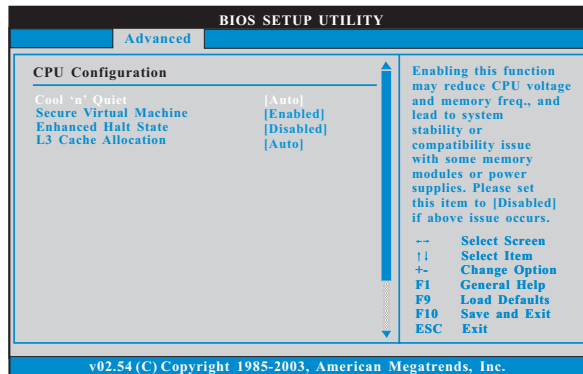 BIOS SETUP UTILITY
Advanced
CPU Configuration
Cool ‘n’ Quiet [Auto]
Secure Virtual Machine [Enabled]
Enhanced Halt State [Disabled]
L3 Cache Allocation [Auto]
Enabling this function
may reduce CPU voltage
and memory freq., and
lead to system
stability or
compatibility issue
with some memory
modules or power
supplies. Please set
this item to [Disabled]
if above issue occurs.
←→ Select Screen
↑↓ Select Item
+- Change Option
F1 General Help
F9 Load Defaults
F10 Save and Exit
ESC Exit
v02.54 (C) Copyright 1985-2003, American Megatrends, Inc.